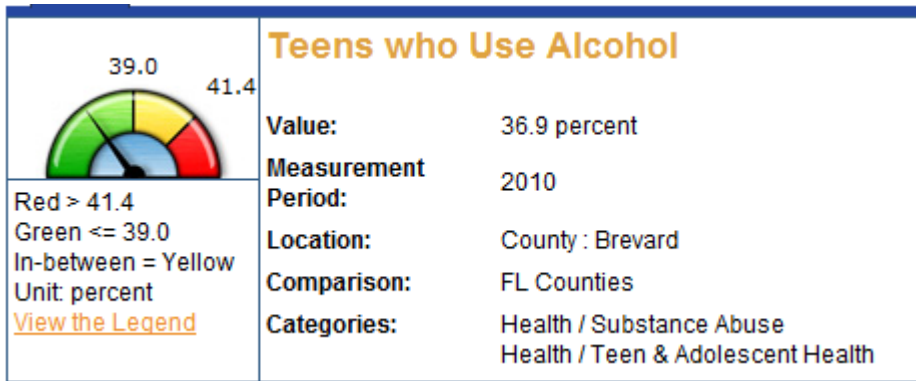 39.0
41.4
Red > 41.4
Green <= 39.0
In-between = Yellow
Unit: percent
View the Legend
Teens who Use Alcohol
Value: 36.9 percent
Measurement
Period: 2010
Location: County : Brevard
Comparison: FL Counties
Categories: Health / Substance Abuse
Health / Teen & Adolescent Health